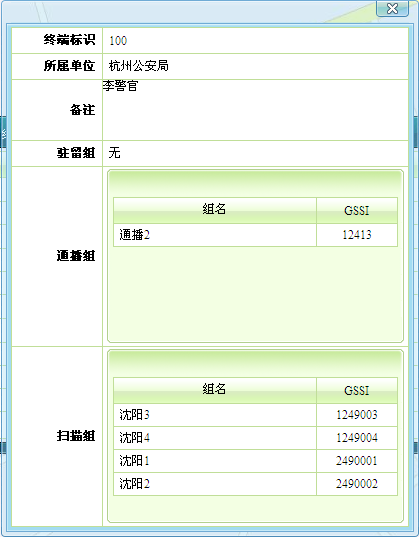 终端标识 100
所属单位 杭州公安局
备注 李警官
驻留组 无
通播组
组名 GSSI
通播2 12413
扫描组
组名 GSSI
沈阳3 1249003
沈阳4 1249004
沈阳1 2490001
沈阳2 2490002